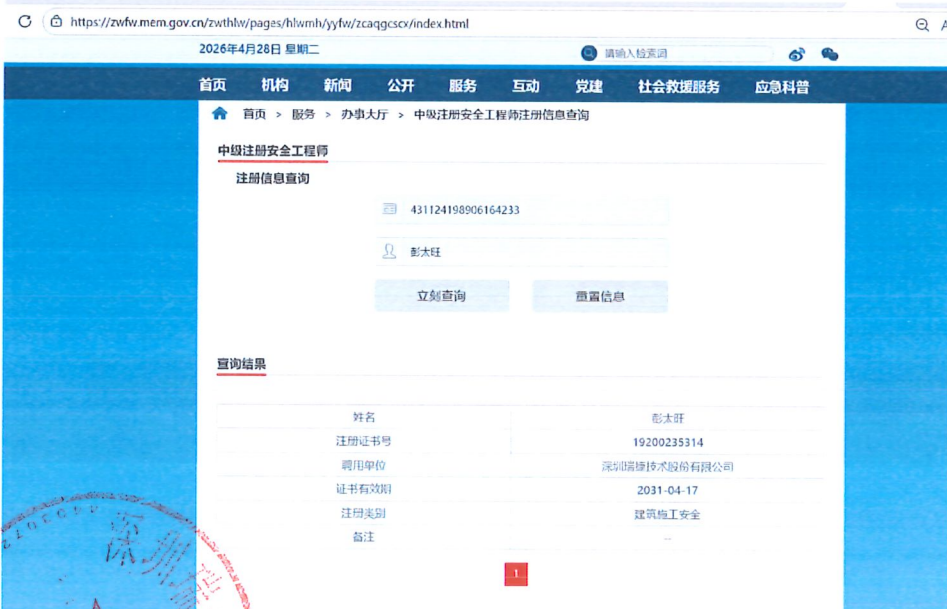 https://zwfw.mem.gov.cn/zwthlw/pages/hlwmh/yyfw/zcaqgcscx/index.html
2026年4月28日 星期二
请输入检索词
首页 机构 新闻 公开 服务 互动 党建 社会救援服务 应急科普
首页 > 服务 > 办事大厅 > 中级注册安全工程师注册信息查询
中级注册安全工程师
注册信息查询
431124198906164233
彭太旺
立刻查询 重置信息
查询结果
姓名 彭太旺
注册证书号 19200235314
聘用单位 深圳瑞捷技术股份有限公司
证书有效期 2031-04-17
注册类别 建筑施工安全
备注 --
1
深圳瑞